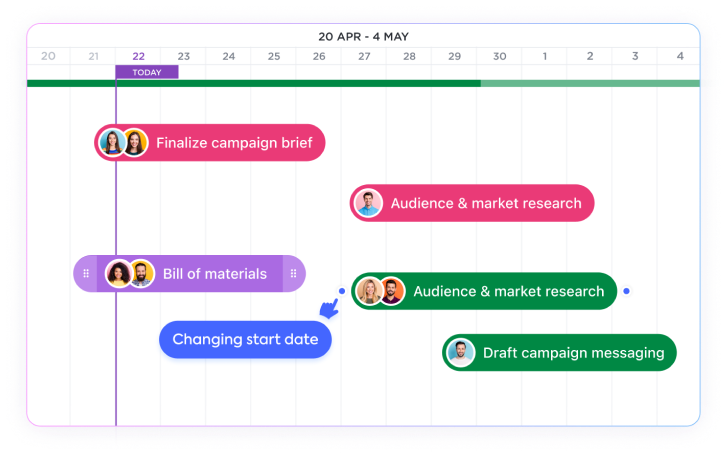 20 APR - 4 MAY
20 21 22 23 24 25 26 27 28 29 30 1 2 3 4
TODAY
Finalize campaign brief
Audience & market research
Bill of materials
Audience & market research
Changing start date
Draft campaign messaging